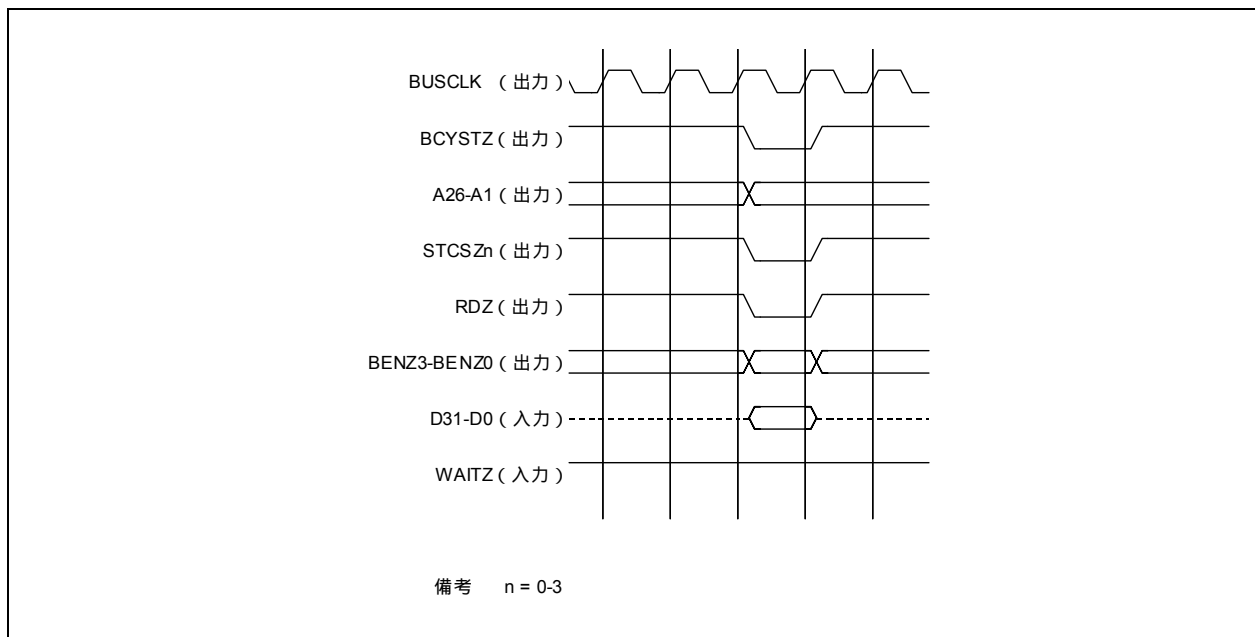 BUSCLK （出力）
BCYSTZ（出力）
A26-A1（出力）
STCSZn（出力）
RDZ（出力）
BENZ3-BENZ0（出力）
D31-D0（入力）
WAITZ（入力）
備考 n = 0-3